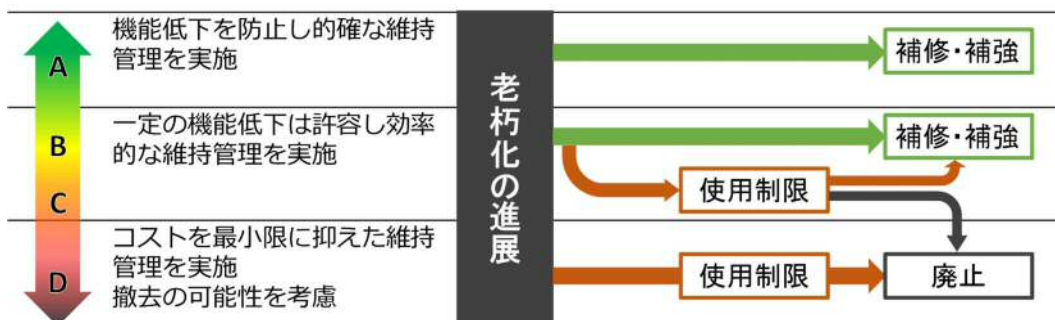 A
機能低下を防止し的確な維持
管理を実施
B
C
一定の機能低下は許容し効率
的な維持管理を実施
D
コストを最小限に抑えた維持
管理を実施
撤去の可能性を考慮
老朽化の進展
補修・補強
補修・補強
使用制限
使用制限
廃止